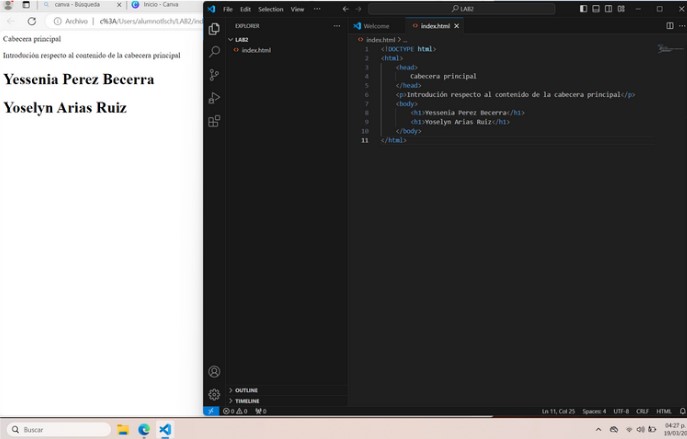 canva - Búsqueda
Inicio - Canva
Archivo
c%3A/Users/alumnotlsch/LAB2/ind
Cabecera principal
Introdución respecto al contenido de la cabecera principal
Yessenia Perez Becerra
Yoselyn Arias Ruiz
File Edit Selection View ...
LAB2
EXPLORER
LAB2
index.html
OUTLINE
TIMELINE
Welcome
index.html
index.html > ...
1 <!DOCTYPE html>
2 <html>
3 <head>
4 Cabecera principal
5 </head>
6 <p>Introdución respecto al contenido de la cabecera principal</p>
7 <body>
8 <h1>Yessenia Perez Becerra</h1>
9 <h1>Yoselyn Arias Ruiz</h1>
10 </body>
11 </html>
0 0 0
Ln 11, Col 25 Spaces: 4 UTF-8 CRLF HTML
Buscar
04:27 p.
19/03/20